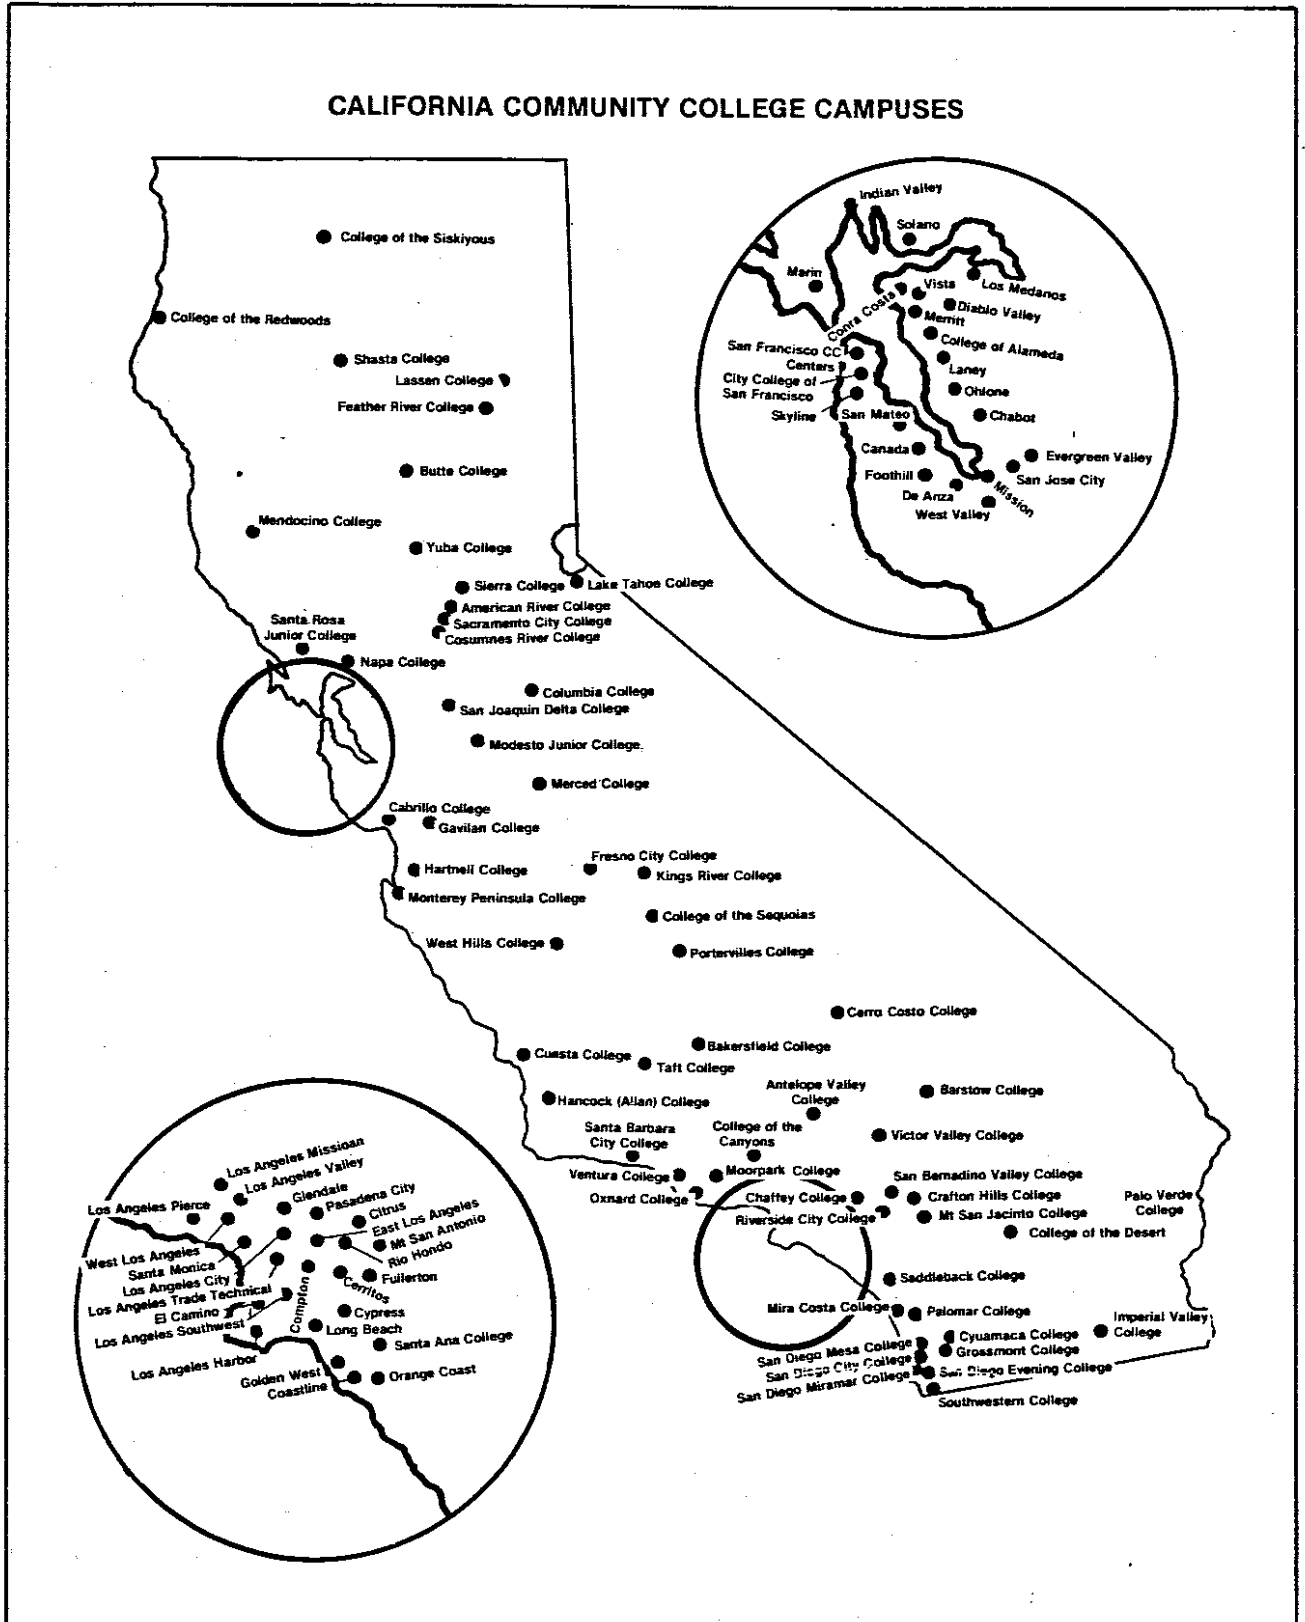 CALIFORNIA COMMUNITY COLLEGE CAMPUSES
College of the Siskiyous
College of the Redwoods
Shasta College
Lassen College
Feather River College
Butte College
Mendocino College
Yuba College
Sierra College
Lake Tahoe College
American River College
Sacramento City College
Cosumnes River College
Santa Rosa
Junior College
Napa College
Columbia College
San Joaquin Delta College
Modesto Junior College.
Merced College
Cabrillo College
Gavilan College
Hartnell College
Fresno City College
Kings River College
Monterey Peninsula College
College of the Sequoias
West Hills College
Portervilles College
Cerro Costo College
Cuesta College
Bakersfield College
Taft College
Antelope Valley
College
Barstow College
Hancock (Allan) College
Santa Barbara
City College
College of the
Canyons
Victor Valley College
Ventura College
Moorpark College
Oxnard College
Chaffey College
San Bernadino Valley College
Crafton Hills College
Riverside City College
Mt San Jacinto College
Palo Verde
College
College of the Desert
Saddleback College
Mira Costa College
Palomar College
Imperial Valley
College
San Diego Mesa College
Cyuamaca College
San Diego City College
Grossmont College
San Diego Miramar College
San Diego Evening College
Southwestern College
Indian Valley
Solano
Marin
Los Medanos
Vista
Conra Costa
Diablo Valley
Merritt
College of Alameda
San Francisco CC
Centers
Laney
City College of
San Francisco
Ohlone
Skyline
San Mateo
Chabot
Canada
Evergreen Valley
Foothill
San Jose City
De Anza
Mission
West Valley
Los Angeles Missioan
Los Angeles Valley
Glendale
Los Angeles Pierce
Pasadena City
Citrus
East Los Angeles
Mt San Antonio
Rio Hondo
West Los Angeles
Santa Monica
Los Angeles City
Fullerton
Cerritos
Los Angeles Trade Technical
Compton
El Camino
Cypress
Los Angeles Southwest
Long Beach
Santa Ana College
Los Angeles Harbor
Golden West
Coastline
Orange Coast